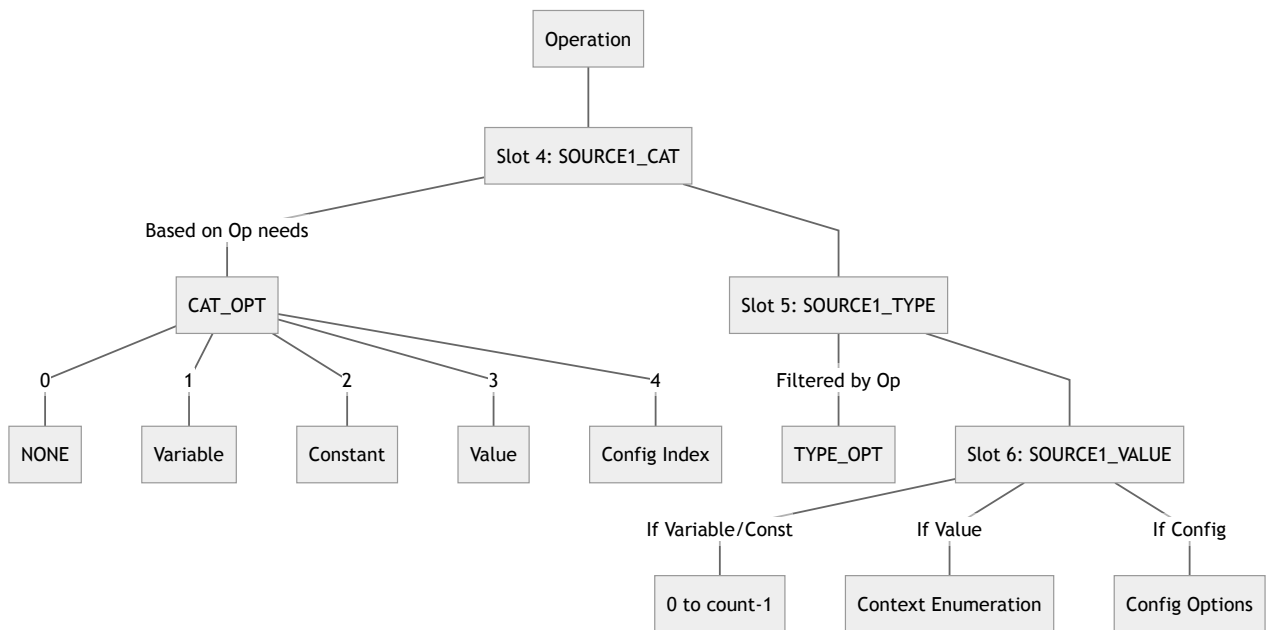 Operation
Slot 4: SOURCE1_CAT
Based on Op needs
CAT_OPT
Slot 5: SOURCE1_TYPE
0
1
2
3
4
Filtered by Op
NONE
Variable
Constant
Value
Config Index
TYPE_OPT
Slot 6: SOURCE1_VALUE
If Variable/Const
If Value
If Config
0 to count-1
Context Enumeration
Config Options